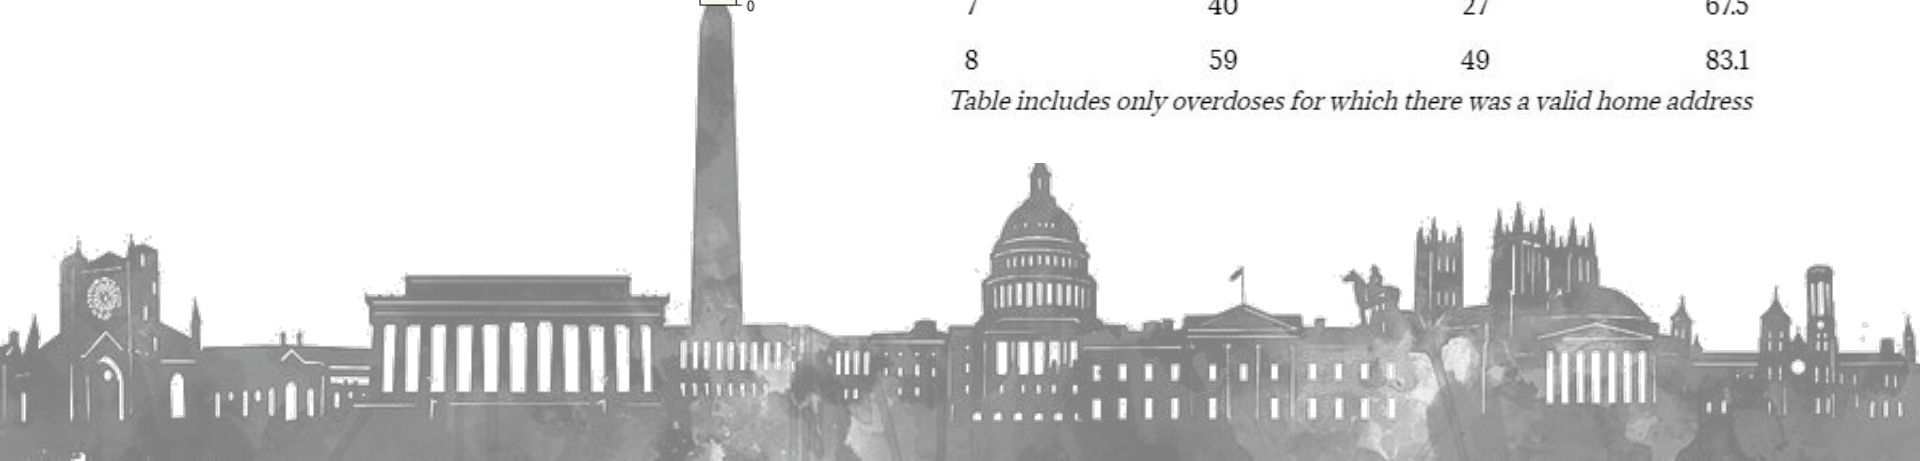 0
7 40 27 67.5
8 59 49 83.1
Table includes only overdoses for which there was a valid home address